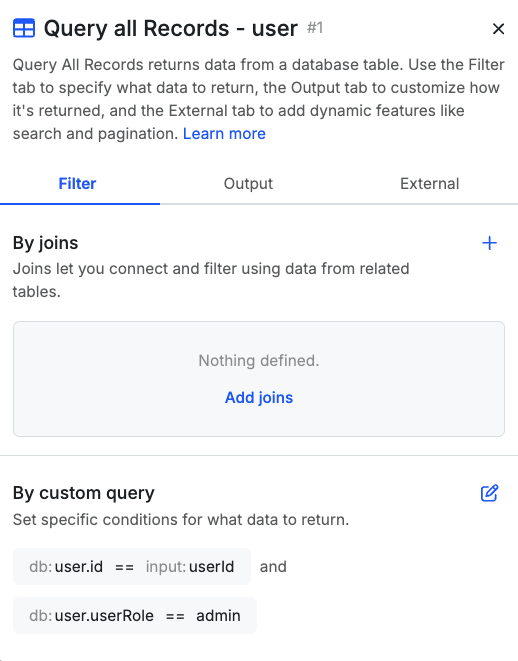 Query all Records - user #1
Query All Records returns data from a database table. Use the Filter
tab to specify what data to return, the Output tab to customize how
it's returned, and the External tab to add dynamic features like
search and pagination. Learn more
Filter Output External
By joins
Joins let you connect and filter using data from related
tables.
Nothing defined.
Add joins
By custom query
Set specific conditions for what data to return.
db: user.id == input: userId and
db: user.userRole == admin